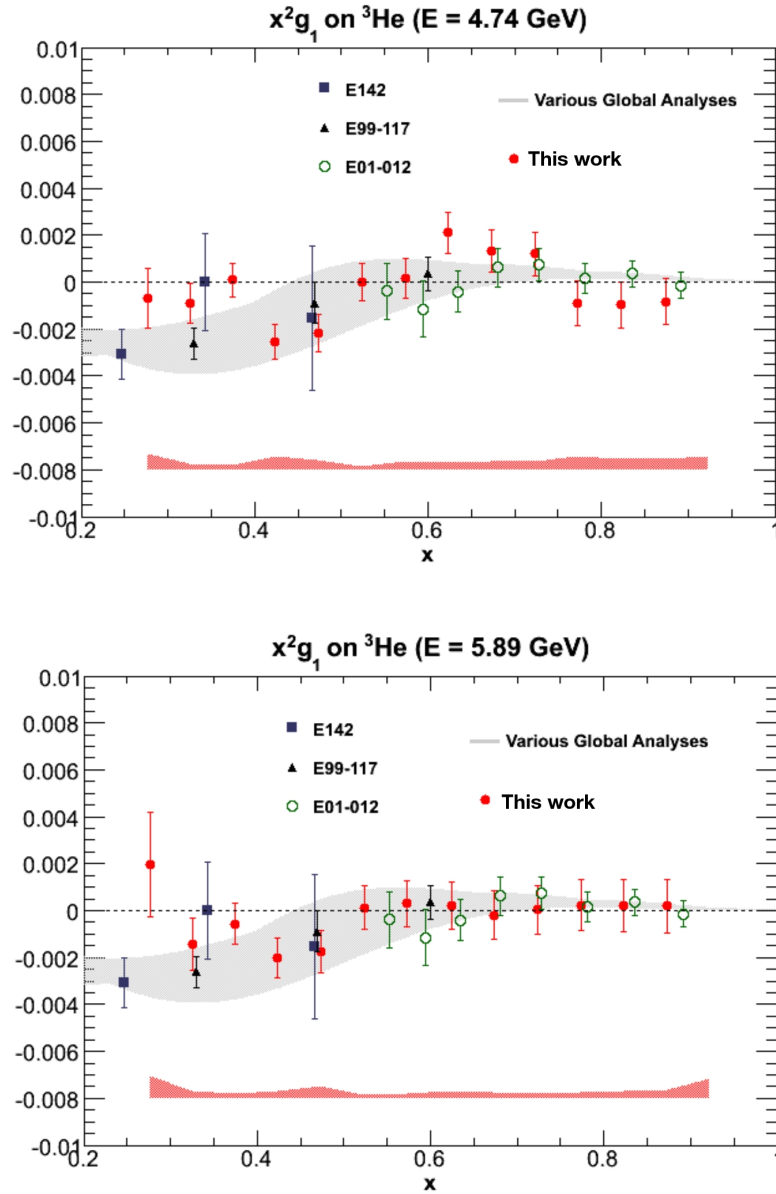 x²g₁ on ³He (E = 4.74 GeV)
0.01
0.008
0.006
0.004
0.002
0
-0.002
-0.004
-0.006
-0.008
-0.01
E142
E99-117
E01-012
Various Global Analyses
This work
0.2 0.4 0.6 0.8 1
x
x²g₁ on ³He (E = 5.89 GeV)
0.01
0.008
0.006
0.004
0.002
0
-0.002
-0.004
-0.006
-0.008
-0.01
E142
E99-117
E01-012
Various Global Analyses
This work
0.2 0.4 0.6 0.8 1
x